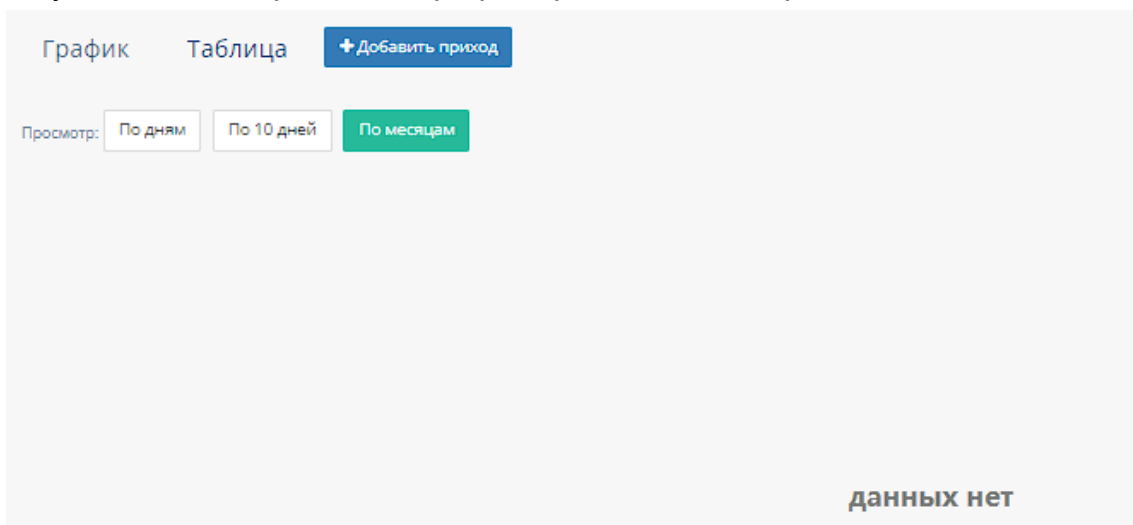 График Таблица +Добавить приход
Просмотр: По дням По 10 дней По месяцам
данных нет